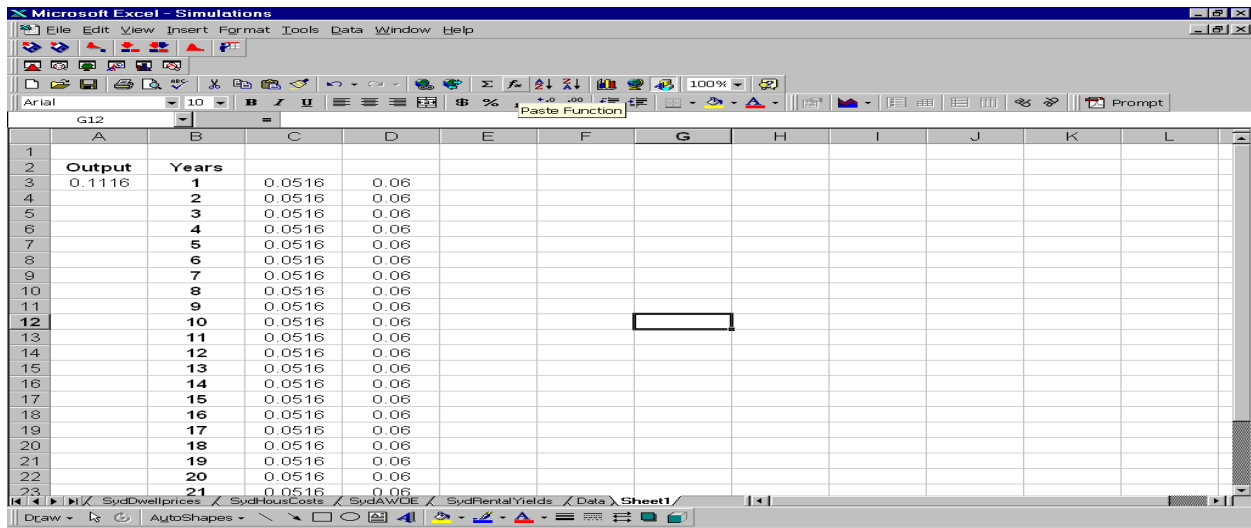 Microsoft Excel - Simulations
File Edit View Insert Format Tools Data Window Help
100%
Arial 10 B I U $ % , Prompt
Paste Function
G12 =
A B C D E F G H I J K L
1
2 Output Years
3 0.1116 1 0.0516 0.06
4 2 0.0516 0.06
5 3 0.0516 0.06
6 4 0.0516 0.06
7 5 0.0516 0.06
8 6 0.0516 0.06
9 7 0.0516 0.06
10 8 0.0516 0.06
11 9 0.0516 0.06
12 10 0.0516 0.06
13 11 0.0516 0.06
14 12 0.0516 0.06
15 13 0.0516 0.06
16 14 0.0516 0.06
17 15 0.0516 0.06
18 16 0.0516 0.06
19 17 0.0516 0.06
20 18 0.0516 0.06
21 19 0.0516 0.06
22 20 0.0516 0.06
23 21 0.0516 0.06
SydDwellprices SydHousCosts SydAWOE SydRentalYields Data Sheet1
Draw AutoShapes